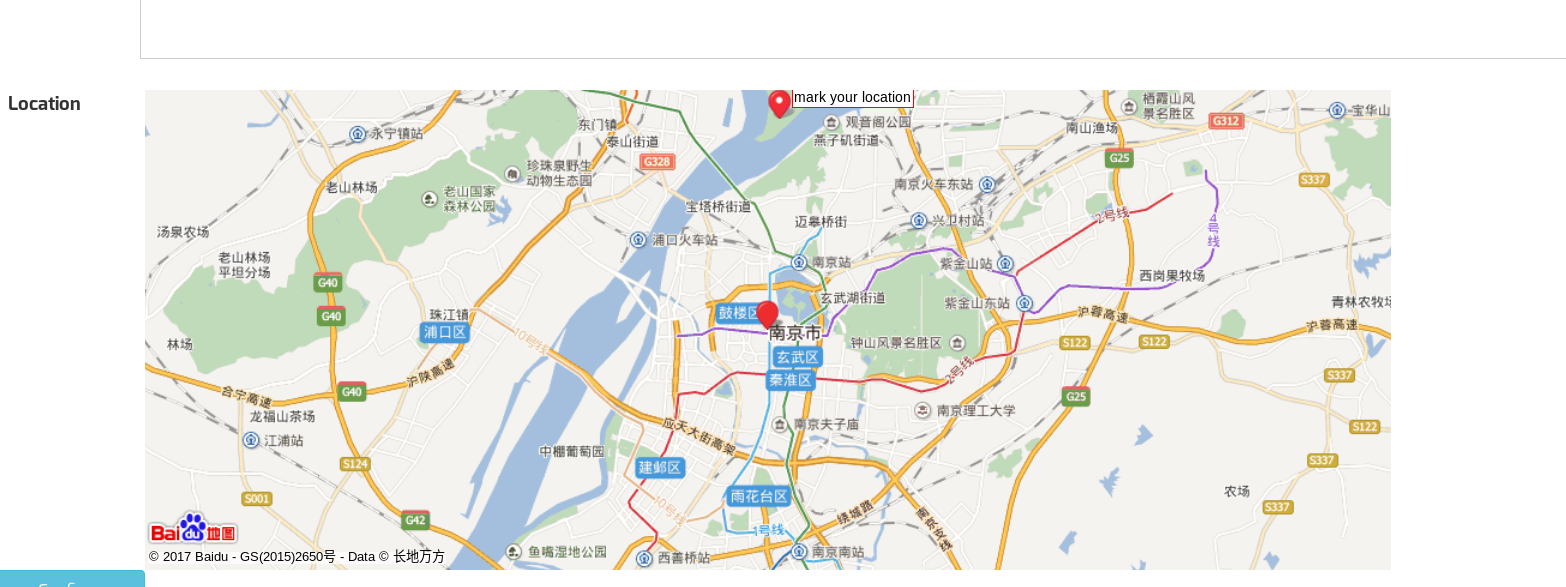 Location
mark your location
栖霞山风
景名胜区
宝华山
观音阁公园
G312
东门镇
南山渔场
永宁镇站
泰山街道
燕子矶街道
G328
G25
珍珠泉野生
动物生态园
老山林场
老山国家
森林公园
南京火车东站
S337
宝塔桥街道
迈皋桥街
兴卫村站
2号线
4号线
汤泉农场
浦口火车站
老山林场
平坦分场
南京站
紫金山站
西岗果牧场
G40
玄武湖街道
紫金山东站
青林农牧场
G40
珠江镇
鼓楼区
沪蓉高速
沪蓉高速
浦口区
南京市
10号线
林场
钟山风景名胜区
S122
S122
玄武区
沪陕高速
秦淮区
2号线
S337
合宁高速
G40
G25
龙福山茶场
南京理工大学
应天大街高架
南京夫子庙
S122
江浦站
中棚葡萄园
S124
建邺区
S337
S001
雨花台区
农场
10号线
绕城路
S337
G42
南京支线
1号线
Bai du 地图
鱼嘴湿地公园
西善桥站
南京南站
© 2017 Baidu - GS(2015)2650号 - Data © 长地万方